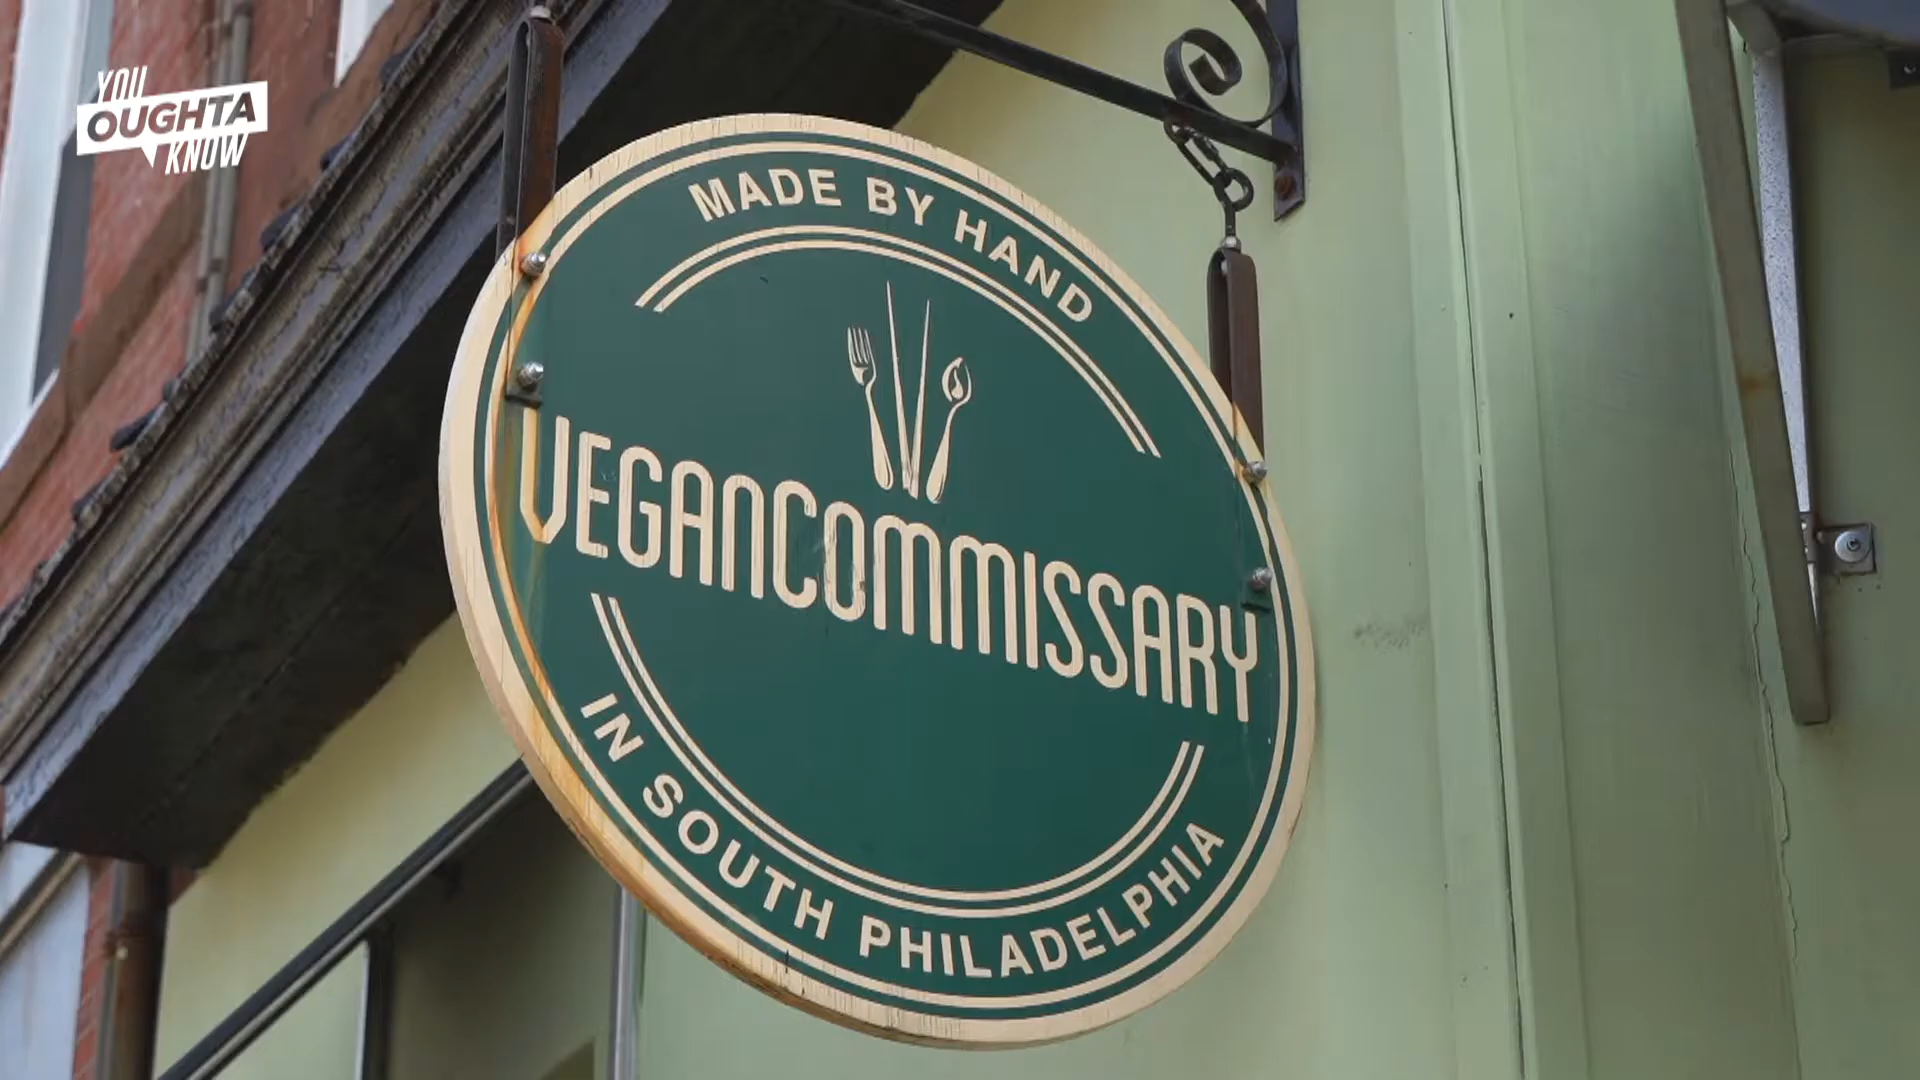 YOU
OUGHTA
KNOW
MADE BY HAND
VEGANCOMMISSARY
IN SOUTH PHILADELPHIA